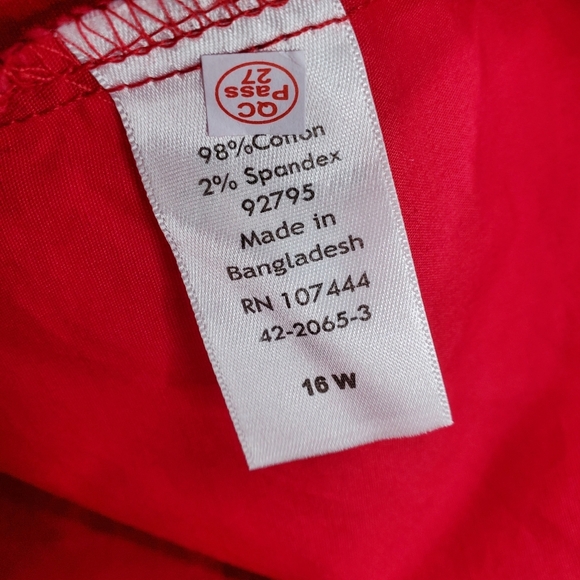 QC
Pass
27
98%Cotton
2% Spandex
92795
Made in
Bangladesh
RN 107444
42-2065-3
16 W